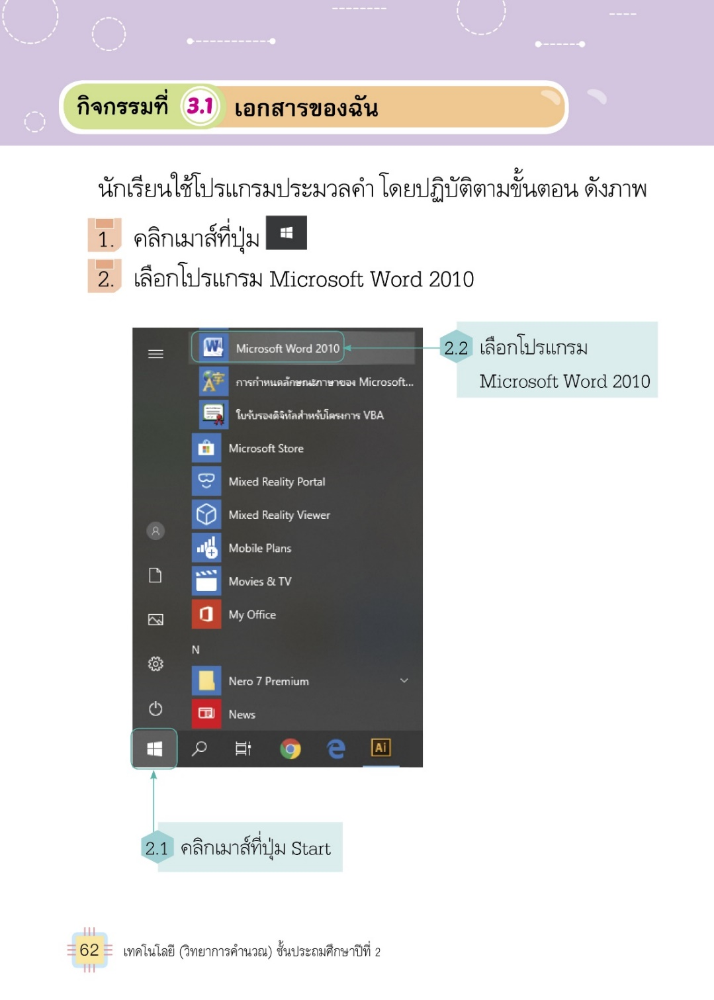 กิจกรรมที่ 3.1 เอกสารของฉัน
นักเรียนใช้โปรแกรมประมวลคำ โดยปฏิบัติตามขั้นตอน ดังภาพ
1. คลิกเมาส์ที่ปุ่ม
2. เลือกโปรแกรม Microsoft Word 2010
Microsoft Word 2010
2.2 เลือกโปรแกรม
Microsoft Word 2010
การกำหนดลักษณะภาษาของ Microsoft...
ใบรับรองดิจิทัลสำหรับโครงการ VBA
Microsoft Store
Mixed Reality Portal
Mixed Reality Viewer
Mobile Plans
Movies & TV
My Office
N
Nero 7 Premium
News
Ai
2.1 คลิกเมาส์ที่ปุ่ม Start
62 เทคโนโลยี (วิทยาการคำนวณ) ชั้นประถมศึกษาปีที่ 2